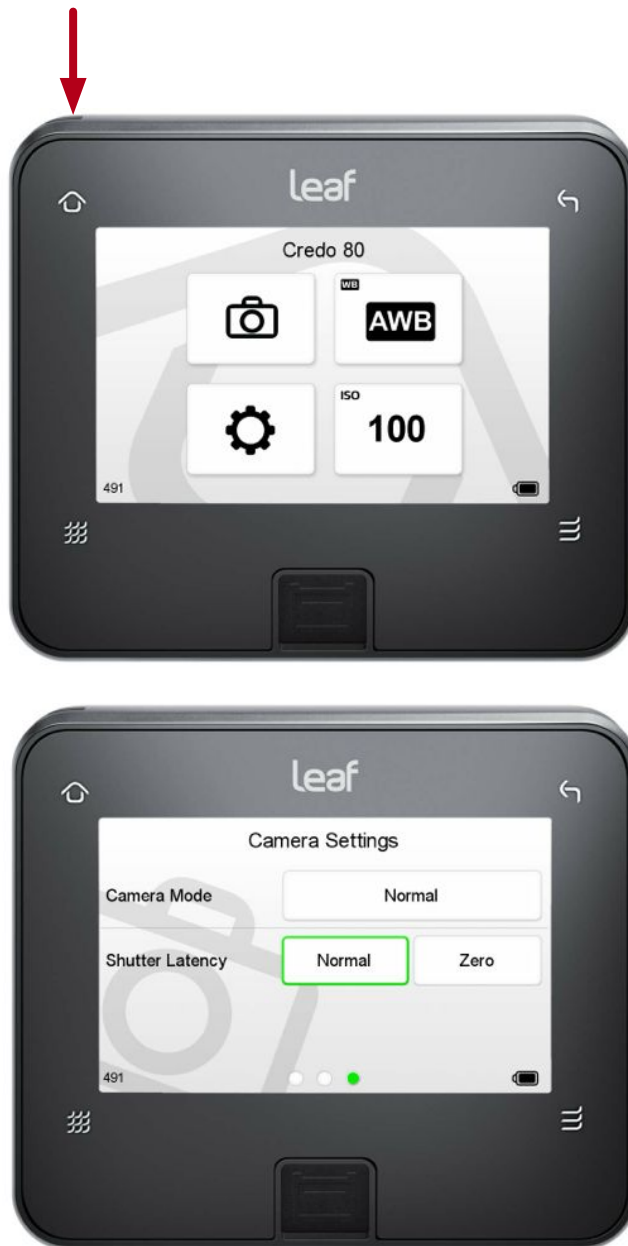 leaf
Credo 80
WB
AWB
ISO
100
491
leaf
Camera Settings
Camera Mode Normal
Shutter Latency Normal Zero
491